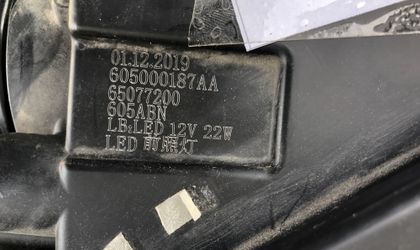 01.12.2019
605000187AA
65077200
605ABN
LB:LED 12V 22W
LED 前照灯